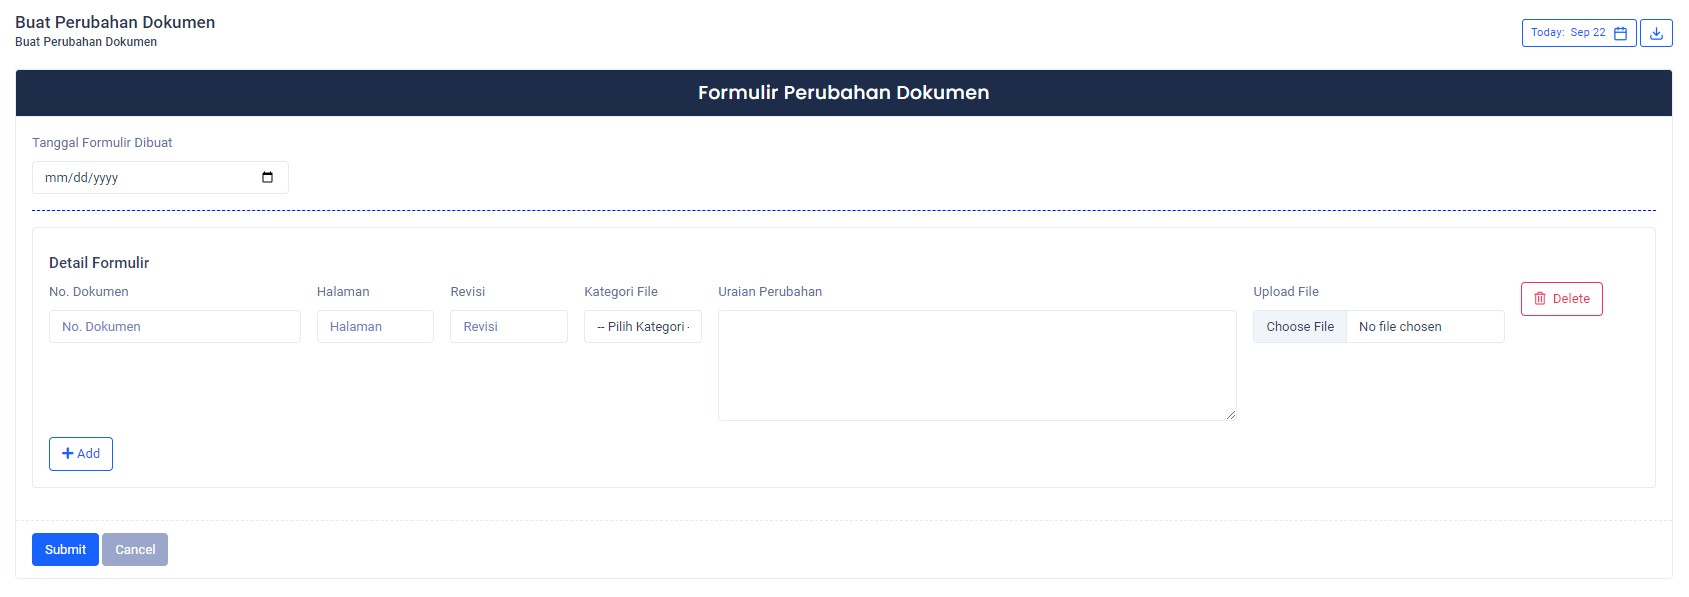 Buat Perubahan Dokumen
Buat Perubahan Dokumen
Today: Sep 22
Formulir Perubahan Dokumen
Tanggal Formulir Dibuat
mm/dd/yyyy
Detail Formulir
No. Dokumen Halaman Revisi Kategori File Uraian Perubahan Upload File
Delete
No. Dokumen Halaman Revisi -- Pilih Kategori - Choose File No file chosen
Add
Submit Cancel